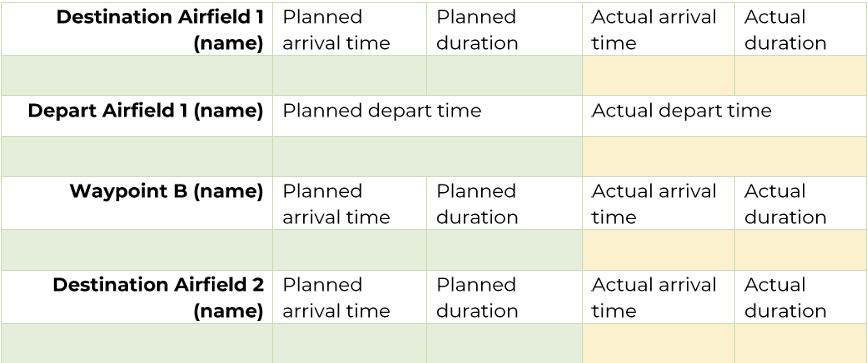 Destination Airfield 1 (name) Planned arrival time Planned duration Actual arrival time Actual duration
Depart Airfield 1 (name) Planned depart time Actual depart time
Waypoint B (name) Planned arrival time Planned duration Actual arrival time Actual duration
Destination Airfield 2 (name) Planned arrival time Planned duration Actual arrival time Actual duration